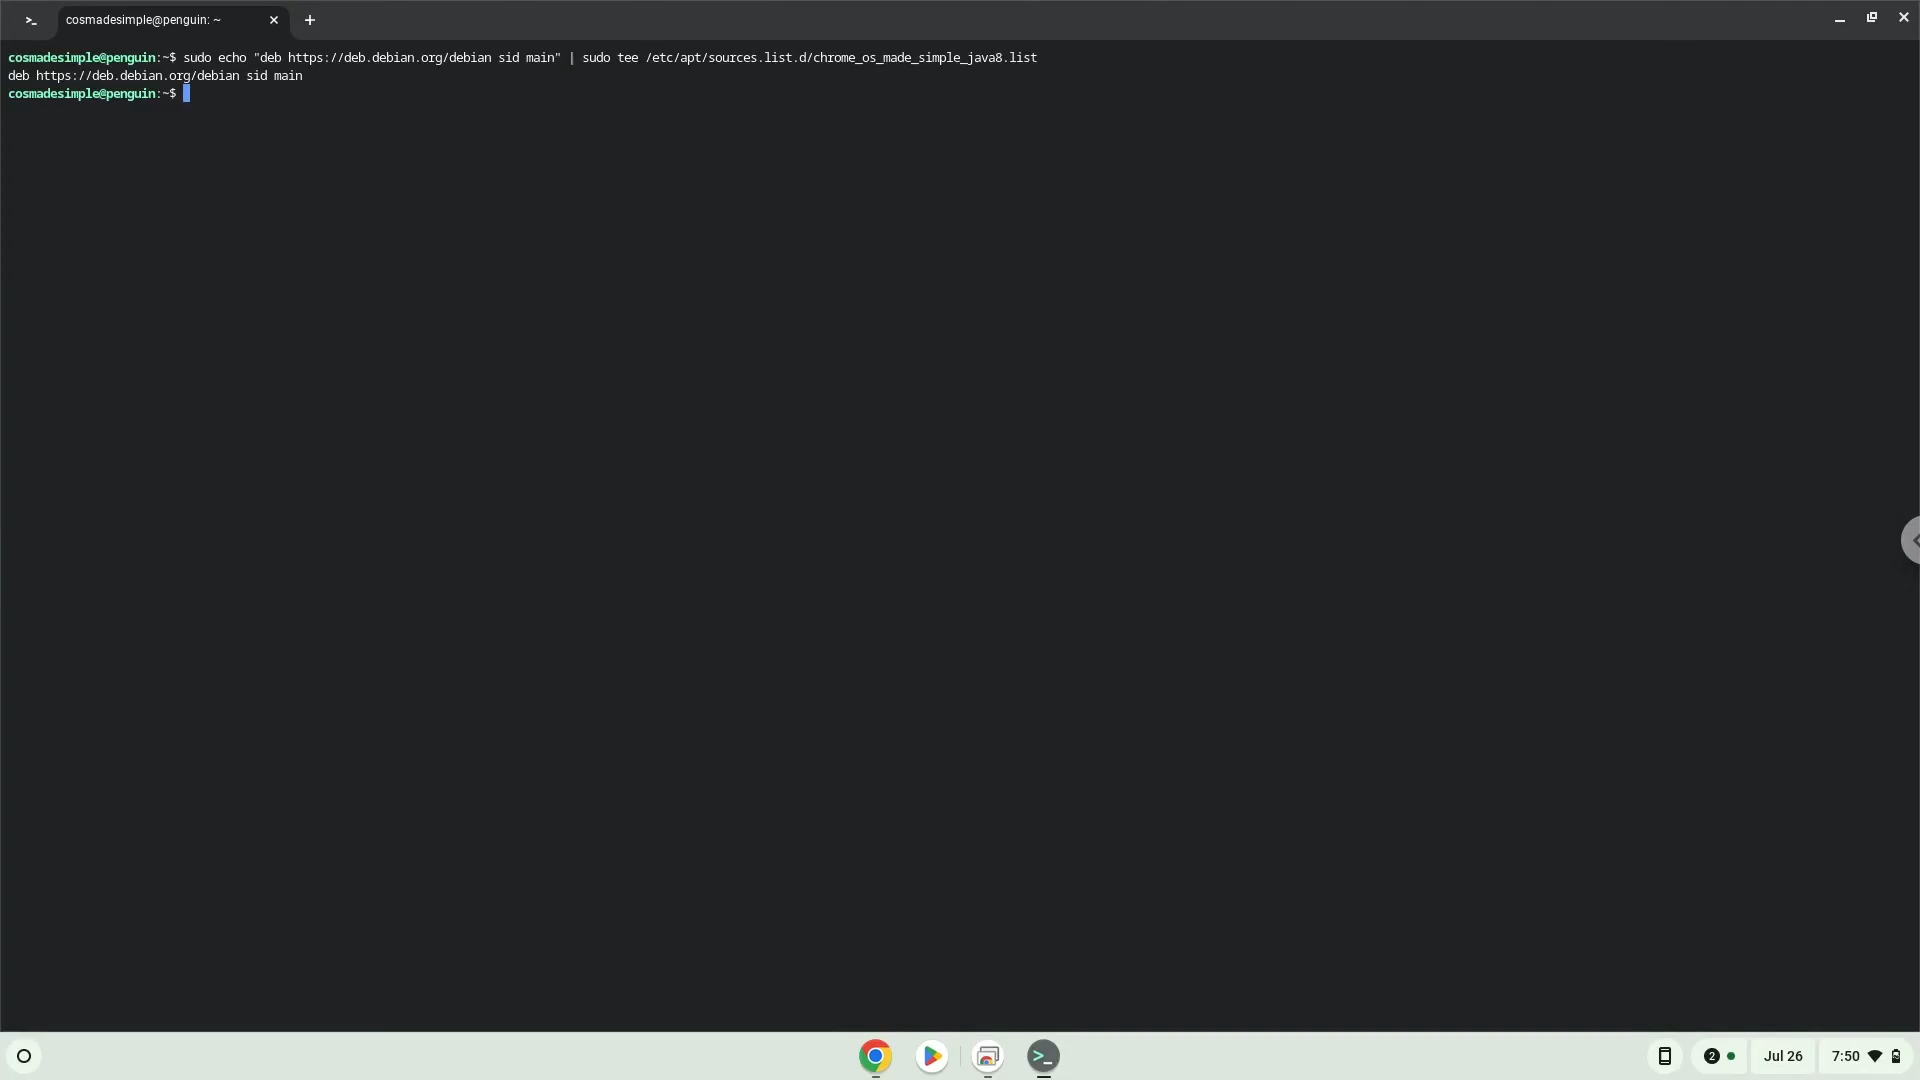 cosmadesimple@penguin: ~
cosmadesimple@penguin:~$ sudo echo "deb https://deb.debian.org/debian sid main" | sudo tee /etc/apt/sources.list.d/chrome_os_made_simple_java8.list
deb https://deb.debian.org/debian sid main
cosmadesimple@penguin:~$
2 Jul 26 7:50